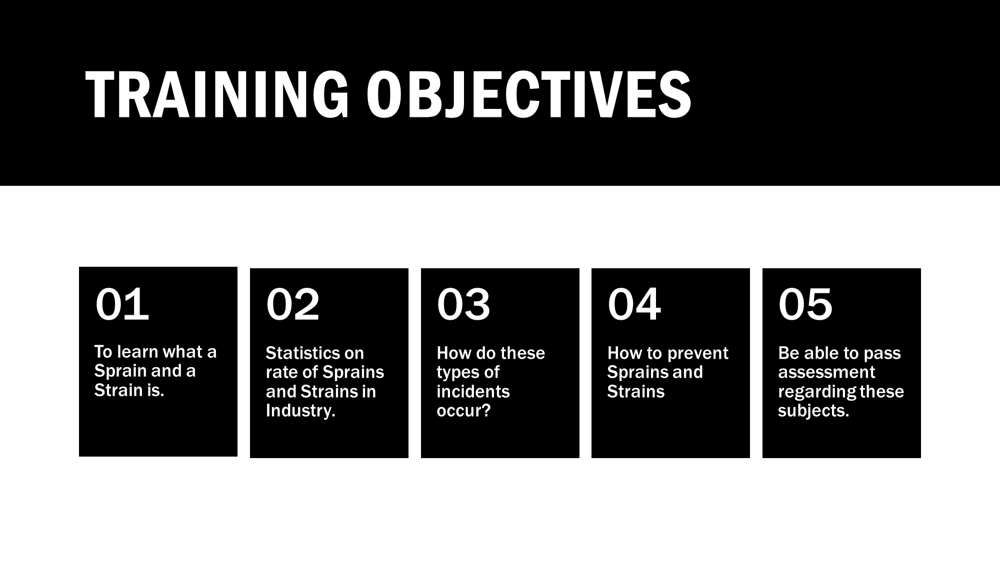 TRAINING OBJECTIVES
01
To learn what a
Sprain and a
Strain is.
02
Statistics on
rate of Sprains
and Strains in
Industry.
03
How do these
types of
incidents
occur?
04
How to prevent
Sprains and
Strains
05
Be able to pass
assessment
regarding these
subjects.